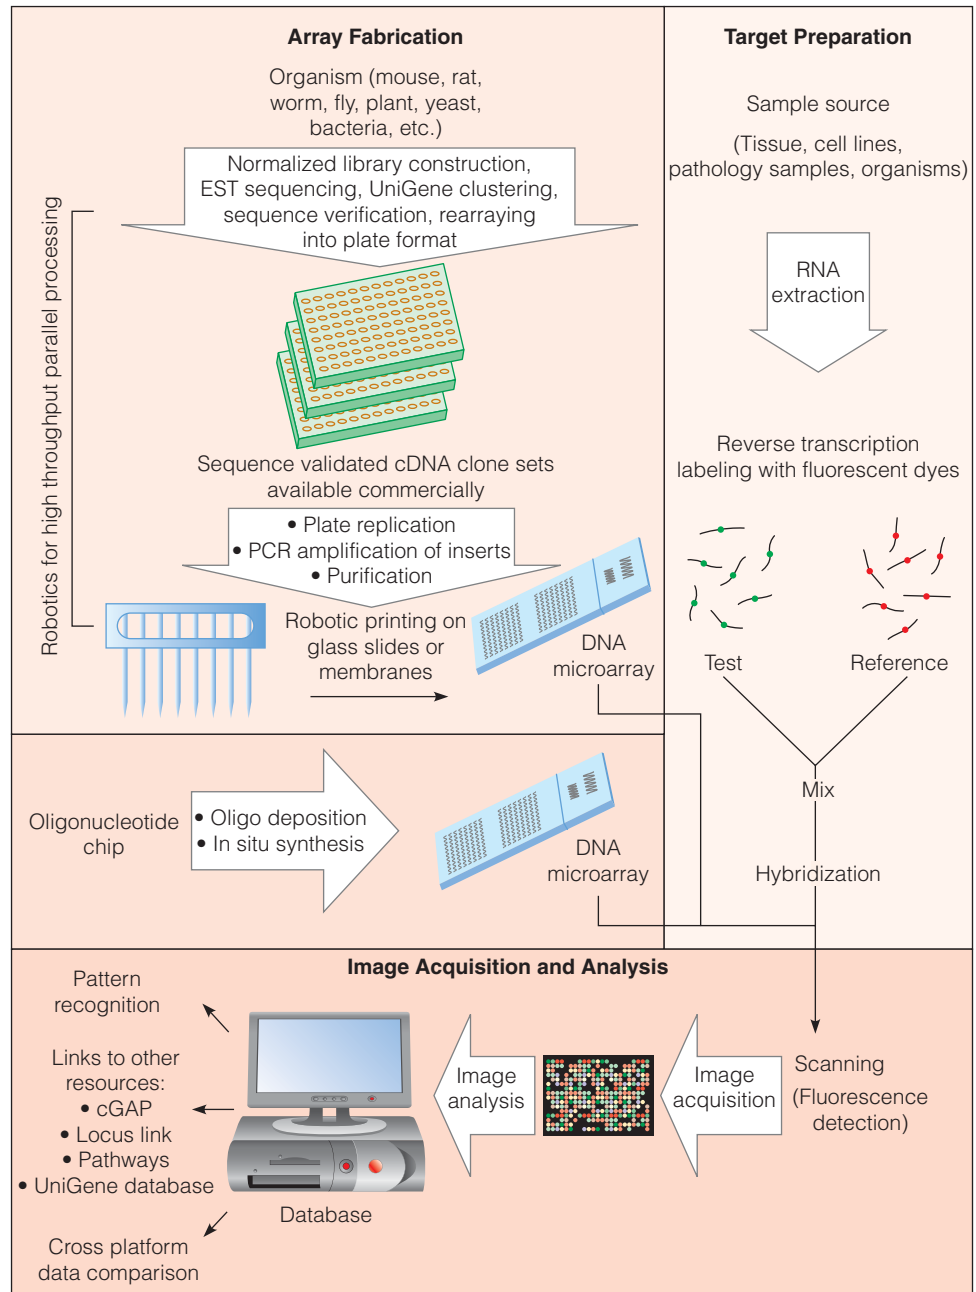 Array Fabrication
Organism (mouse, rat,
worm, fly, plant, yeast,
bacteria, etc.)
Normalized library construction,
EST sequencing, UniGene clustering,
sequence verification, rearraying
into plate format
Robotics for high throughput parallel processing
Sequence validated cDNA clone sets
available commercially
• Plate replication
• PCR amplification of inserts
• Purification
Robotic printing on
glass slides or
membranes
DNA
microarray
Oligonucleotide
chip
• Oligo deposition
• In situ synthesis
DNA
microarray
Target Preparation
Sample source
(Tissue, cell lines,
pathology samples, organisms)
RNA
extraction
Reverse transcription
labeling with fluorescent dyes
Test
Reference
Mix
Hybridization
Image Acquisition and Analysis
Scanning
(Fluorescence
detection)
Image
acquisition
Image
analysis
Database
Pattern
recognition
Links to other
resources:
• cGAP
• Locus link
• Pathways
• UniGene database
Cross platform
data comparison